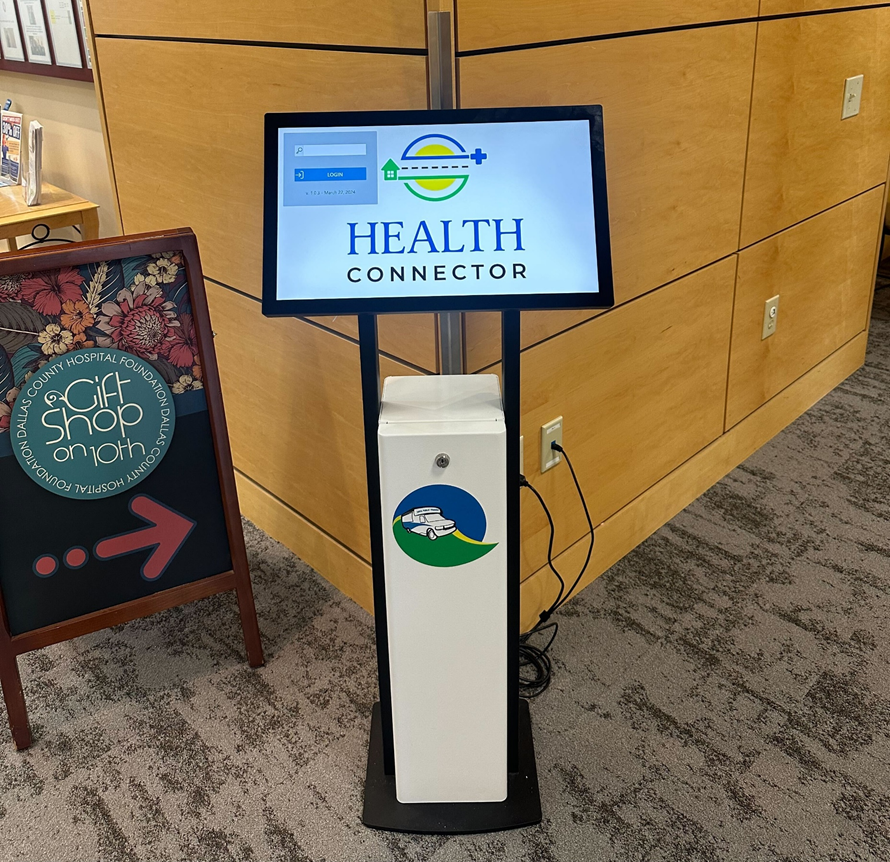 LOGIN
HEALTH
CONNECTOR
DALLAS COUNTY HOSPITAL FOUNDATION
Gift
Shop
on 10th
DALLAS COUNTY HOSPITAL FOUNDATION